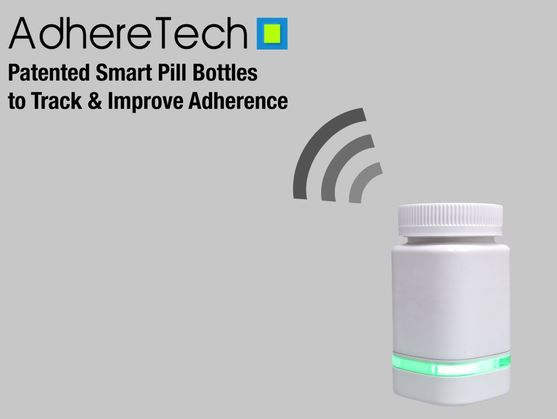 AdhereTech
Patented Smart Pill Bottles
to Track & Improve Adherence